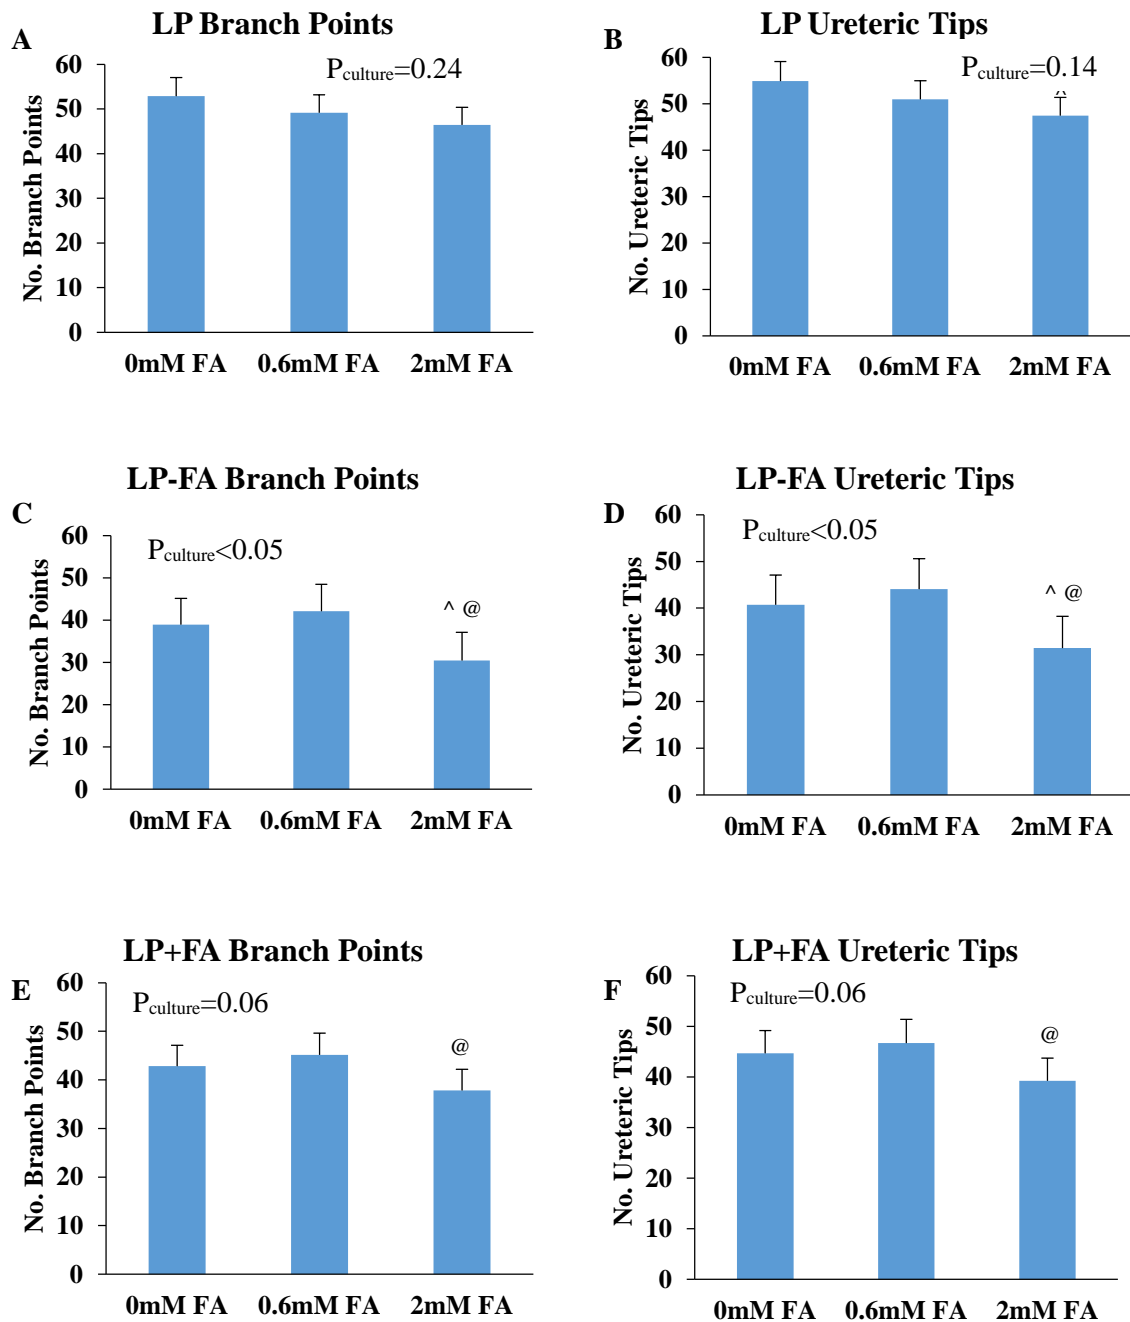 A
LP Branch Points
P culture=0.24
No. Branch Points
60
50
40
30
20
10
0
0mM FA 0.6mM FA 2mM FA
B
LP Ureteric Tips
P culture=0.14
^
No. Ureteric Tips
60
50
40
30
20
10
0
0mM FA 0.6mM FA 2mM FA
C
LP-FA Branch Points
P culture<0.05
^ @
No. Branch Points
60
50
40
30
20
10
0
0mM FA 0.6mM FA 2mM FA
D
LP-FA Ureteric Tips
P culture<0.05
^ @
No. Ureteric Tips
60
50
40
30
20
10
0
0mM FA 0.6mM FA 2mM FA
E
LP+FA Branch Points
P culture=0.06
@
No. Branch Points
60
50
40
30
20
10
0
0mM FA 0.6mM FA 2mM FA
F
LP+FA Ureteric Tips
P culture=0.06
@
No. Ureteric Tips
60
50
40
30
20
10
0
0mM FA 0.6mM FA 2mM FA